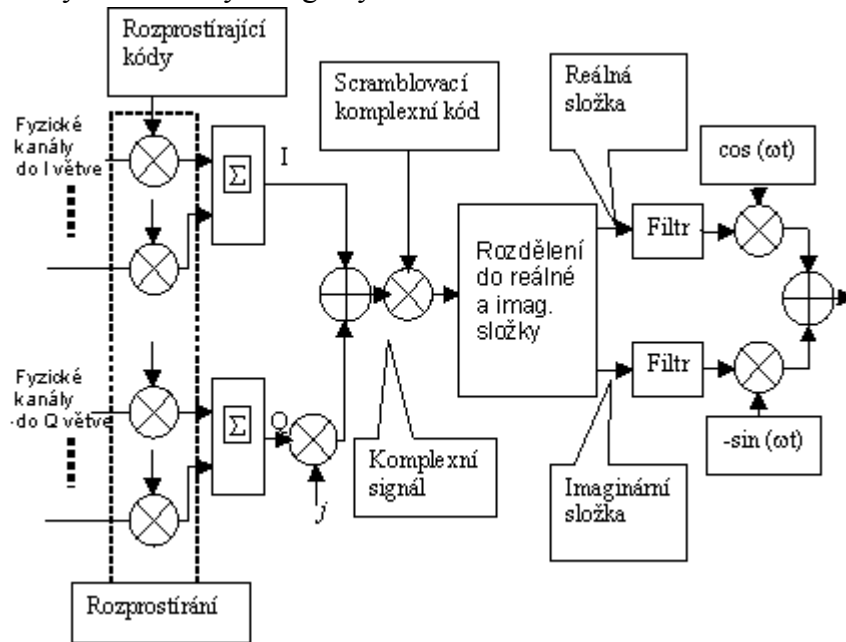 Rozprostírající
kódy
Scramblovací
komplexní kód
Reálná
složka
cos (ωt)
Fyzické
kanály
do I větve
Σ
I
Filtr
Rozdělení
do reálné
a imag.
složky
Fyzické
kanály
-do Q větve
Σ
Q
j
Komplexní
signál
Filtr
-sin (ωt)
Imaginární
složka
Rozprostírání